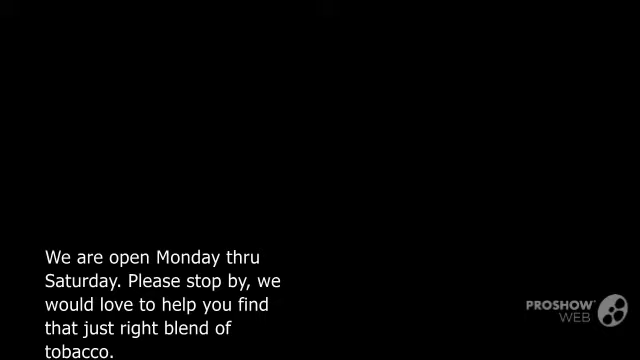 We are open Monday thru
Saturday. Please stop by, we
would love to help you find
that just right blend of
tobacco.
PROSHOW
WEB